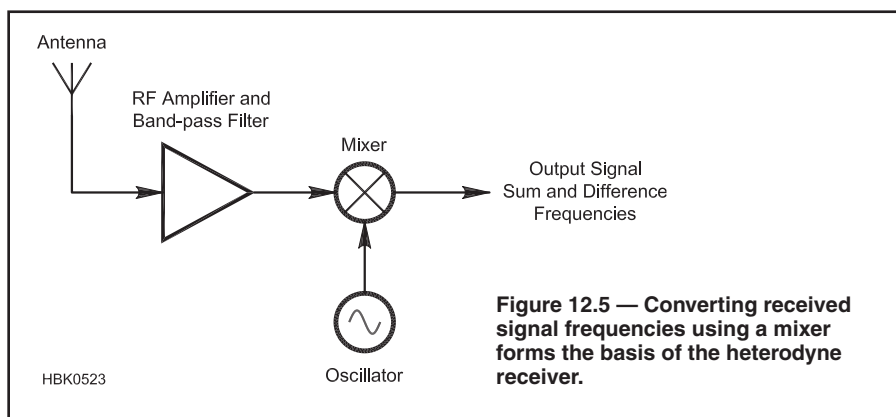 Antenna
RF Amplifier and
Band-pass Filter
Mixer
Output Signal
Sum and Difference
Frequencies
Oscillator
HBK0523
Figure 12.5 — Converting received
signal frequencies using a mixer
forms the basis of the heterodyne
receiver.